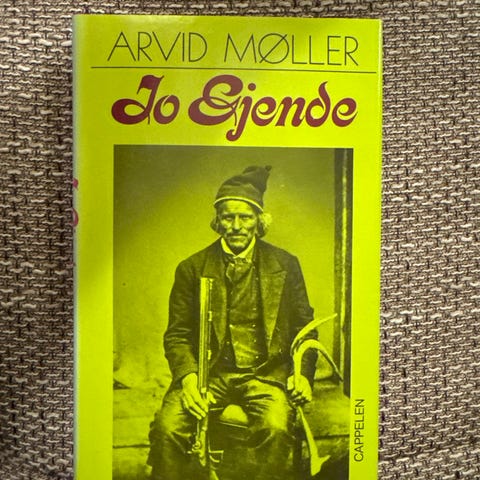 ARVID MØLLER
Jo Gjende
CAPPELEN